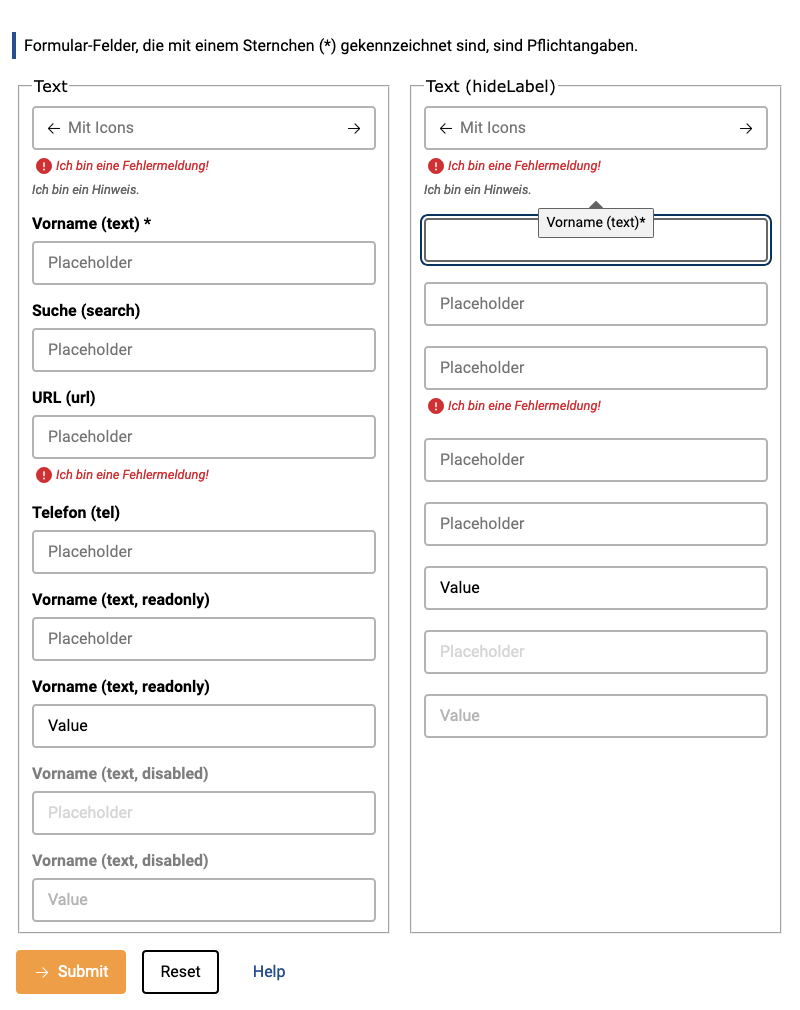 Formular-Felder, die mit einem Sternchen (*) gekennzeichnet sind, sind Pflichtangaben.
Text
← Mit Icons →
Ich bin eine Fehlermeldung!
Ich bin ein Hinweis.
Vorname (text) *
Placeholder
Suche (search)
Placeholder
URL (url)
Placeholder
Ich bin eine Fehlermeldung!
Telefon (tel)
Placeholder
Vorname (text, readonly)
Placeholder
Vorname (text, readonly)
Value
Vorname (text, disabled)
Placeholder
Vorname (text, disabled)
Value
Text (hideLabel)
← Mit Icons →
Ich bin eine Fehlermeldung!
Ich bin ein Hinweis.
Vorname (text)*
Placeholder
Placeholder
Ich bin eine Fehlermeldung!
Placeholder
Placeholder
Value
Placeholder
Value
→ Submit
Reset
Help